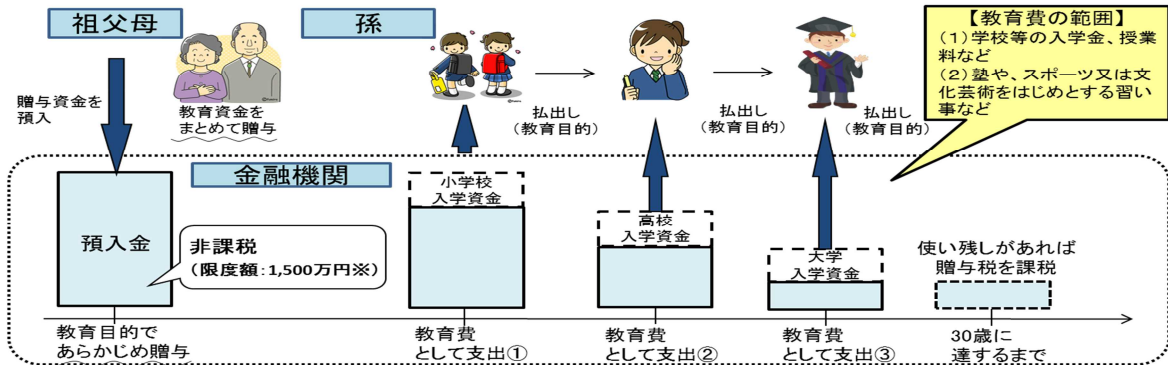 祖父母
孫
贈与資金を
預入
教育資金を
まとめて贈与
払出し
(教育目的)
払出し
(教育目的)
払出し
(教育目的)
【教育費の範囲】
(1)学校等の入学金、授業
料など
(2)塾や、スポーツ又は文
化芸術をはじめとする習い
事など
金融機関
預入金
非課税
(限度額:1,500万円※)
小学校
入学資金
高校
入学資金
大学
入学資金
使い残しがあれば
贈与税を課税
教育目的で
あらかじめ贈与
教育費
として支出①
教育費
として支出②
教育費
として支出③
30歳に
達するまで